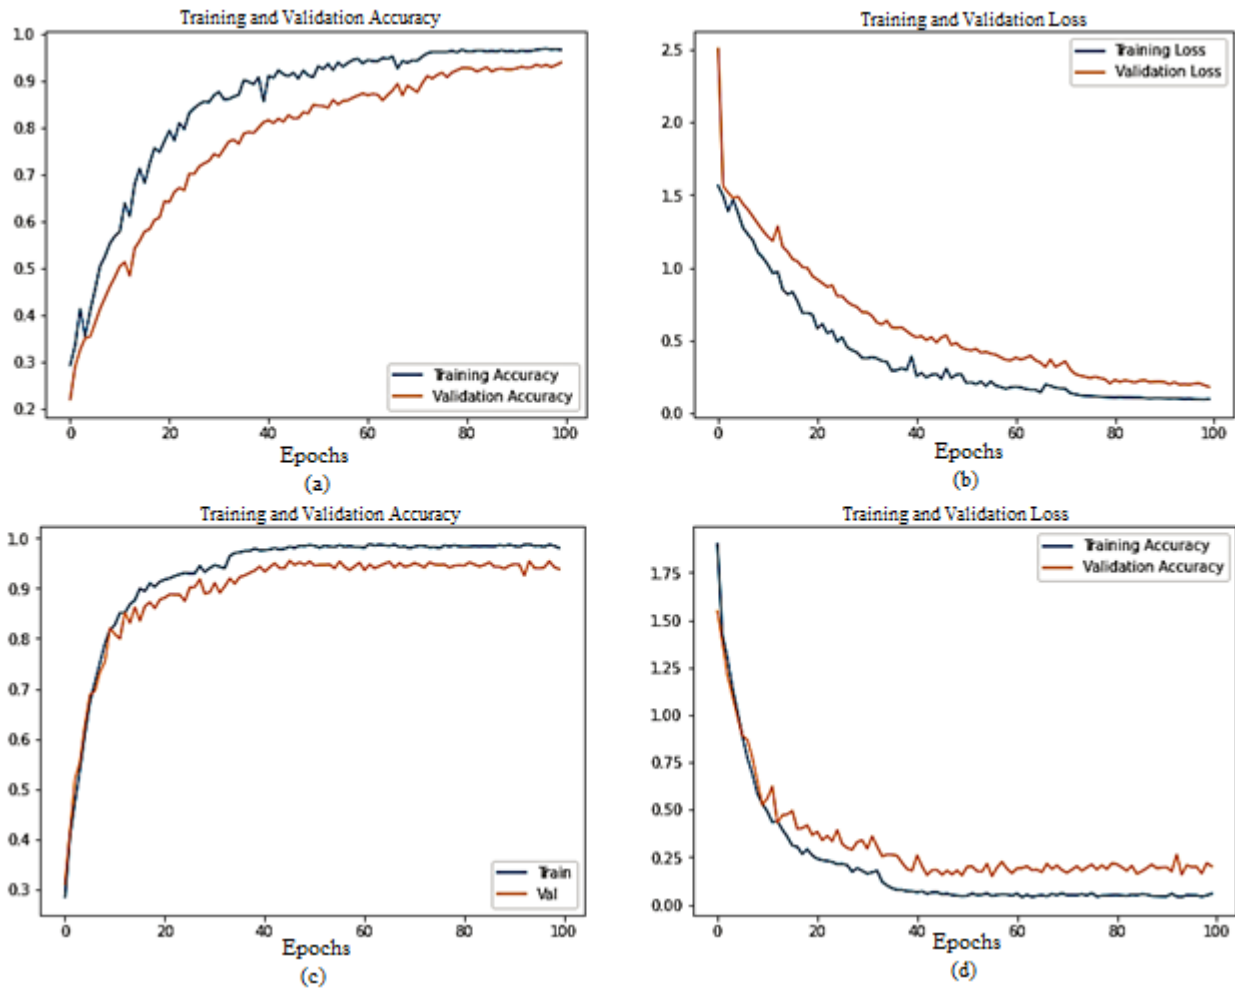 Training and Validation Accuracy
1.0
0.9
0.8
0.7
0.6
0.5
0.4
0.3
0.2
Training Accuracy
Validation Accuracy
0 20 40 60 80 100
Epochs
(a)
Training and Validation Loss
2.5
2.0
1.5
1.0
0.5
0.0
Training Loss
Validation Loss
0 20 40 60 80 100
Epochs
(b)
Training and Validation Accuracy
1.0
0.9
0.8
0.7
0.6
0.5
0.4
0.3
Train
Val
0 20 40 60 80 100
Epochs
(c)
Training and Validation Loss
1.75
1.50
1.25
1.00
0.75
0.50
0.25
0.00
Training Accuracy
Validation Accuracy
0 20 40 60 80 100
Epochs
(d)